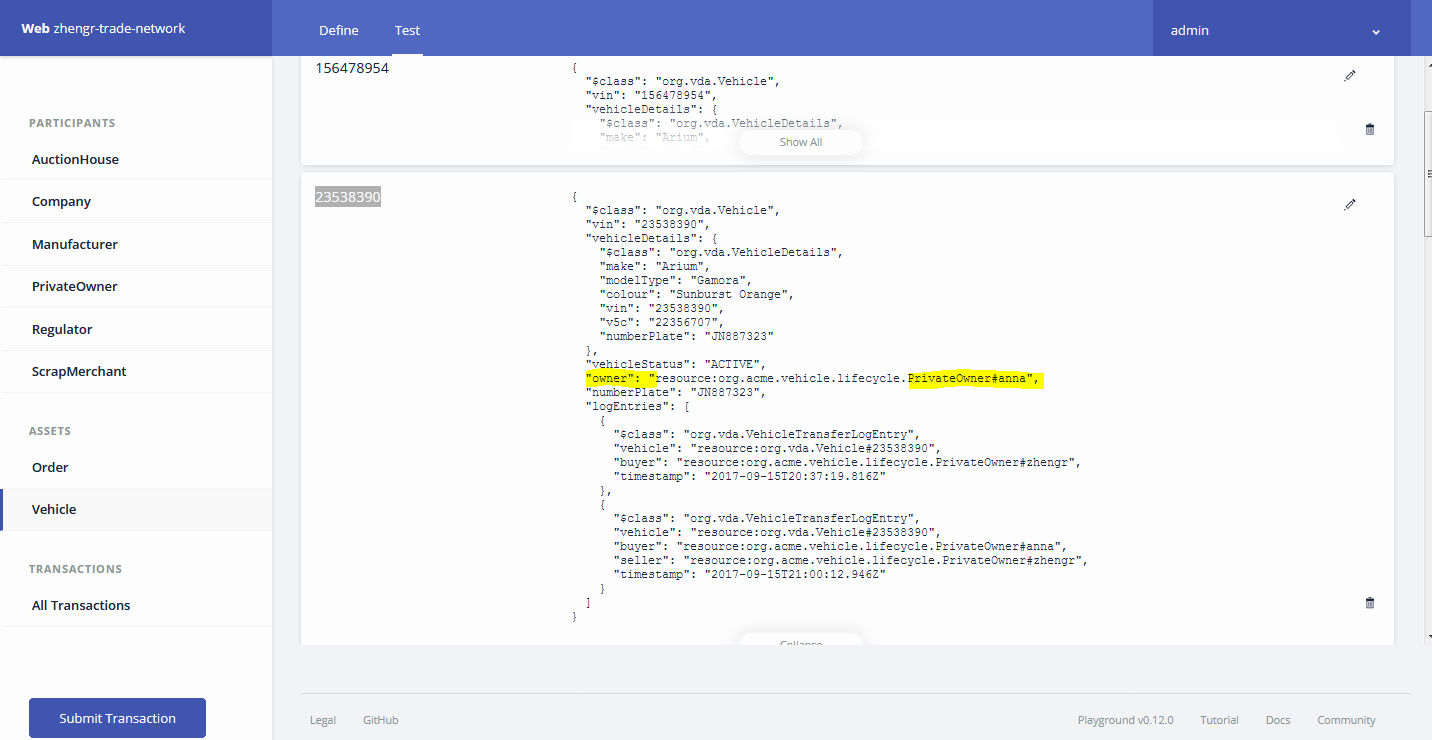 Web zhengr-trade-network
Define
Test
admin
PARTICIPANTS
AuctionHouse
Company
Manufacturer
PrivateOwner
Regulator
ScrapMerchant
ASSETS
Order
Vehicle
TRANSACTIONS
All Transactions
Submit Transaction
156478954
{
"$class": "org.vda.Vehicle",
"vin": "156478954",
"vehicleDetails": {
"$class": "org.vda.VehicleDetails",
"make": "Arium",
Show All
23538390
{
"$class": "org.vda.Vehicle",
"vin": "23538390",
"vehicleDetails": {
"$class": "org.vda.VehicleDetails",
"make": "Arium",
"modelType": "Gamora",
"colour": "Sunburst Orange",
"vin": "23538390",
"v5c": "22356707",
"numberPlate": "JN887323"
},
"vehicleStatus": "ACTIVE",
"owner": "resource:org.acme.vehicle.lifecycle.PrivateOwner#anna",
"numberPlate": "JN887323",
"logEntries": [
{
"$class": "org.vda.VehicleTransferLogEntry",
"vehicle": "resource:org.vda.Vehicle#23538390",
"buyer": "resource:org.acme.vehicle.lifecycle.PrivateOwner#zhengr",
"timestamp": "2017-09-15T20:37:19.816Z"
},
{
"$class": "org.vda.VehicleTransferLogEntry",
"vehicle": "resource:org.vda.Vehicle#23538390",
"buyer": "resource:org.acme.vehicle.lifecycle.PrivateOwner#anna",
"seller": "resource:org.acme.vehicle.lifecycle.PrivateOwner#zhengr",
"timestamp": "2017-09-15T21:00:12.946Z"
}
]
}
Collapse
Legal
GitHub
Playground v0.12.0
Tutorial
Docs
Community